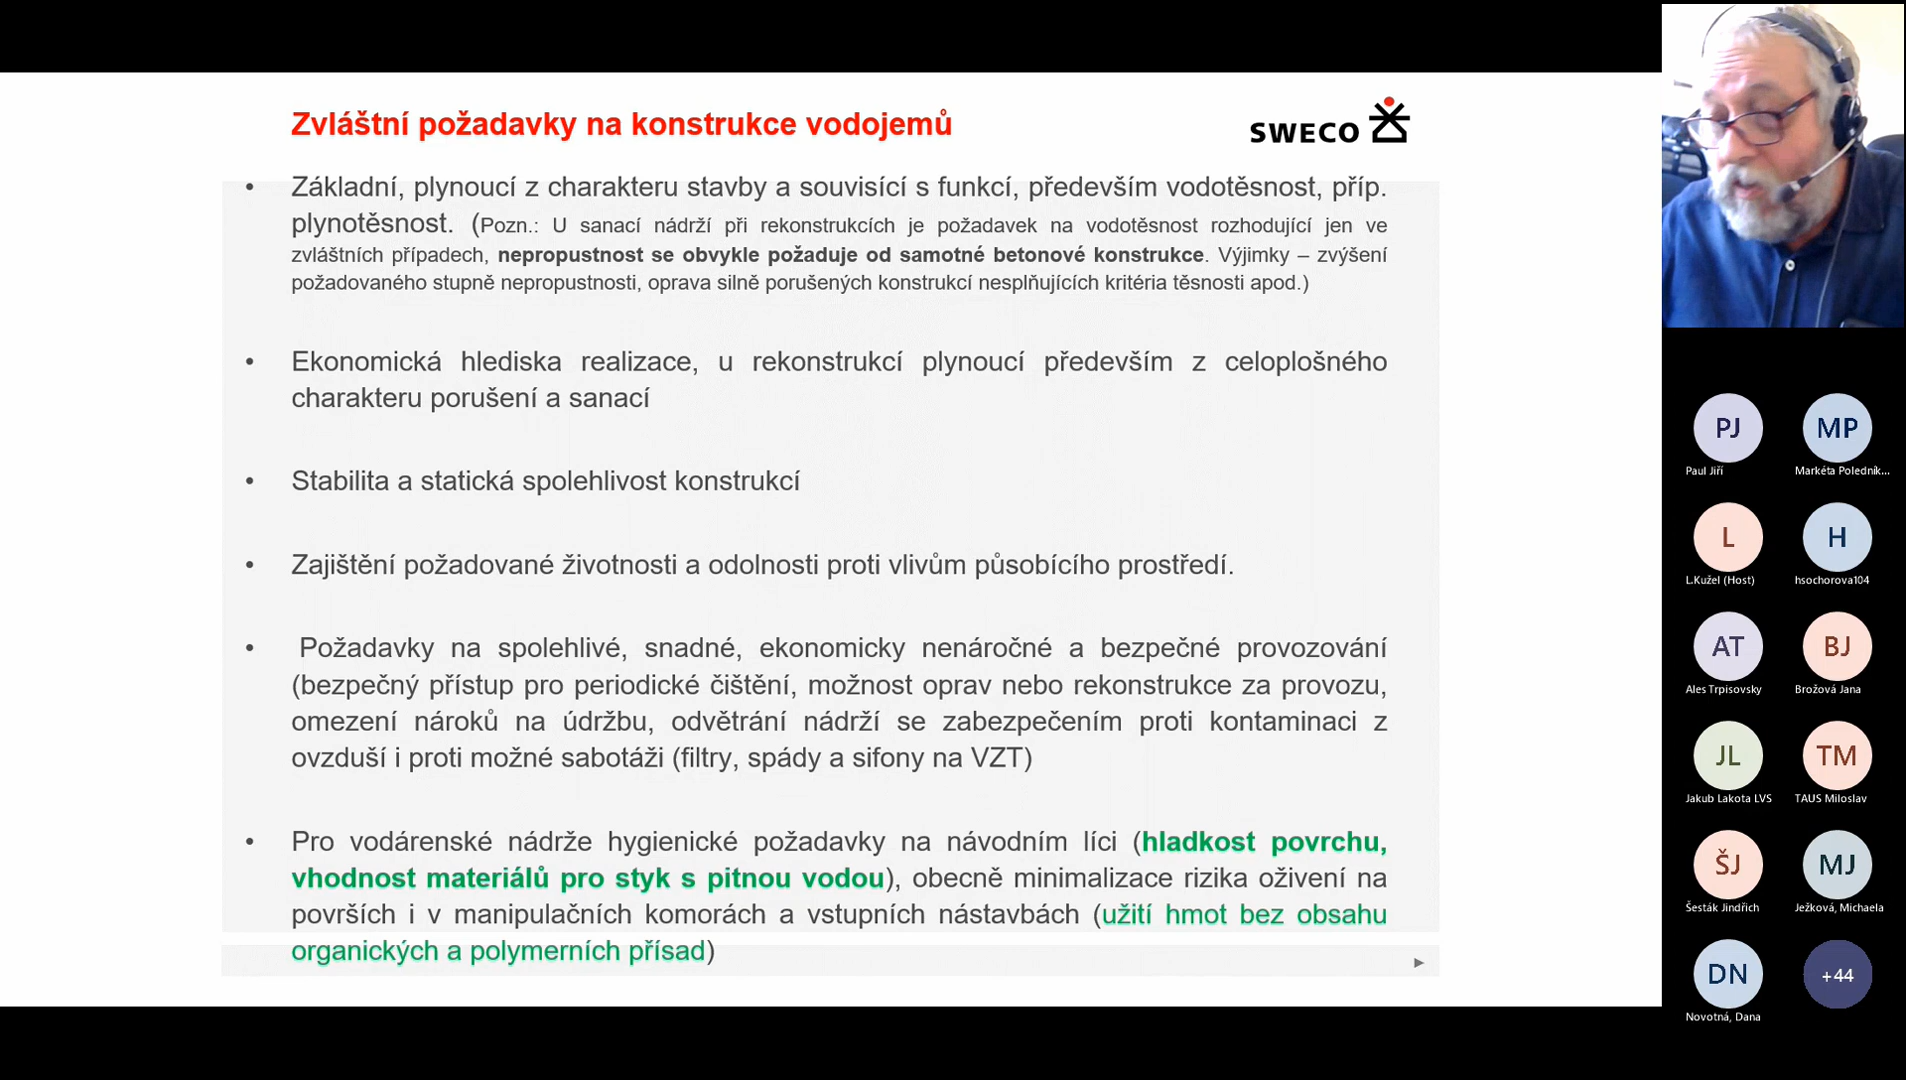 Zvláštní požadavky na konstrukce vodojemů
SWECO
• Základní, plynoucí z charakteru stavby a souvisící s funkcí, především vodotěsnost, příp.
plynotěsnost. (Pozn.: U sanací nádrží při rekonstrukcích je požadavek na vodotěsnost rozhodující jen ve
zvláštních případech, nepropustnost se obvykle požaduje od samotné betonové konstrukce. Výjimky – zvýšení
požadovaného stupně nepropustnosti, oprava silně porušených konstrukcí nesplňujících kritéria těsnosti apod.)
• Ekonomická hlediska realizace, u rekonstrukcí plynoucí především z celoplošného
charakteru porušení a sanací
• Stabilita a statická spolehlivost konstrukcí
• Zajištění požadované životnosti a odolnosti proti vlivům působícího prostředí.
• Požadavky na spolehlivé, snadné, ekonomicky nenáročné a bezpečné provozování
(bezpečný přístup pro periodické čištění, možnost oprav nebo rekonstrukce za provozu,
omezení nároků na údržbu, odvětrání nádrží se zabezpečením proti kontaminaci z
ovzduší i proti možné sabotáži (filtry, spády a sifony na VZT)
• Pro vodárenské nádrže hygienické požadavky na návodním líci (hladkost povrchu,
vhodnost materiálů pro styk s pitnou vodou), obecně minimalizace rizika oživení na
površích i v manipulačních komorách a vstupních nástavbách (užití hmot bez obsahu
organických a polymerních přísad)
PJ
Paul Jiří
MP
Markéta Poledník...
L
L.Kužel (Host)
H
hsochorova104
AT
Ales Trpisovsky
BJ
Brožová Jana
JL
Jakub Lakota LVS
TM
TAUS Miloslav
ŠJ
Šesták Jindřich
MJ
Ježková, Michaela
DN
Novotná, Dana
+44